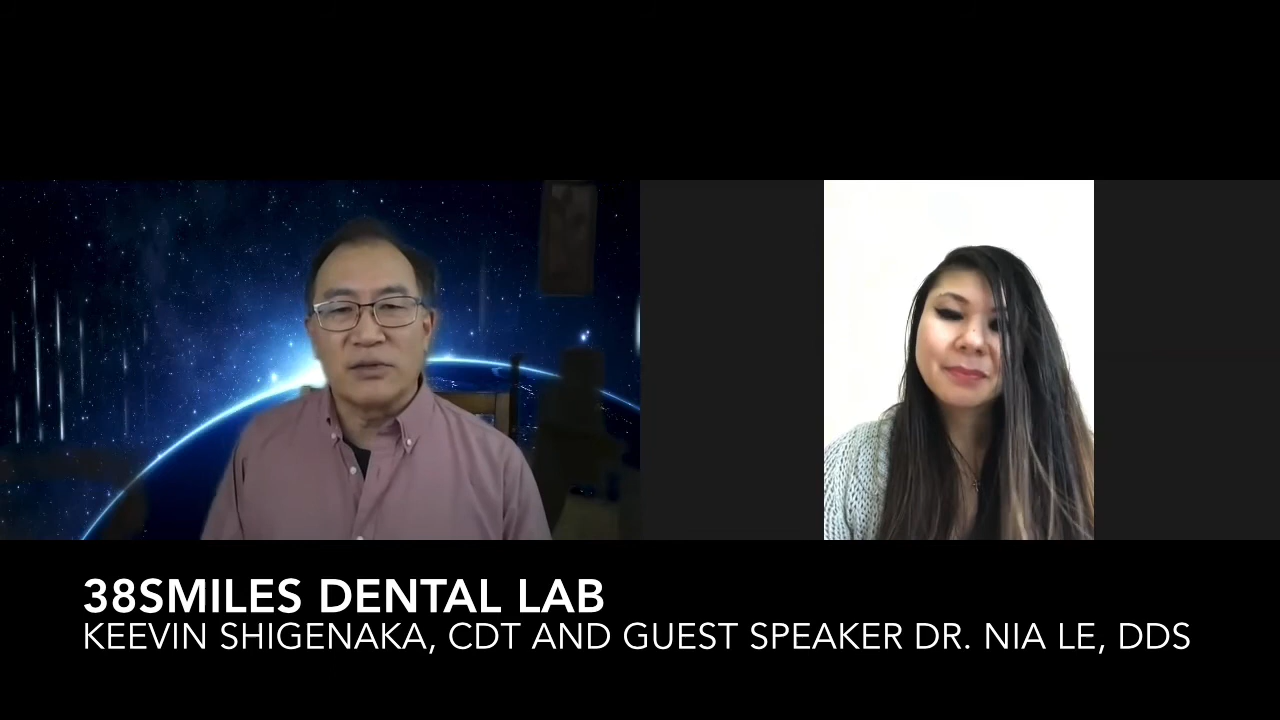 38SMILES DENTAL LAB
KEEVIN SHIGENAKA, CDT AND GUEST SPEAKER DR. NIA LE, DDS